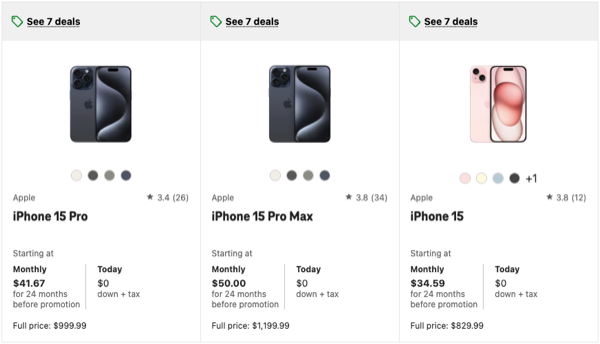 See 7 deals
See 7 deals
See 7 deals
+1
Apple
★ 3.4 (26)
iPhone 15 Pro
Starting at
Monthly
$41.67
for 24 months
before promotion
Today
$0
down + tax
Full price: $999.99
Apple
★ 3.8 (34)
iPhone 15 Pro Max
Starting at
Monthly
$50.00
for 24 months
before promotion
Today
$0
down + tax
Full price: $1,199.99
Apple
★ 3.8 (12)
iPhone 15
Starting at
Monthly
$34.59
for 24 months
before promotion
Today
$0
down + tax
Full price: $829.99